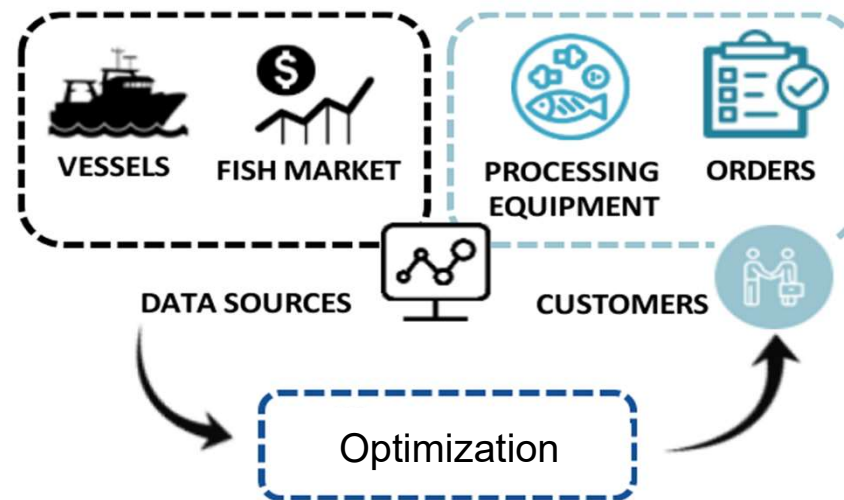 VESSELS
FISH MARKET
PROCESSING
EQUIPMENT
ORDERS
DATA SOURCES
CUSTOMERS
Optimization
$